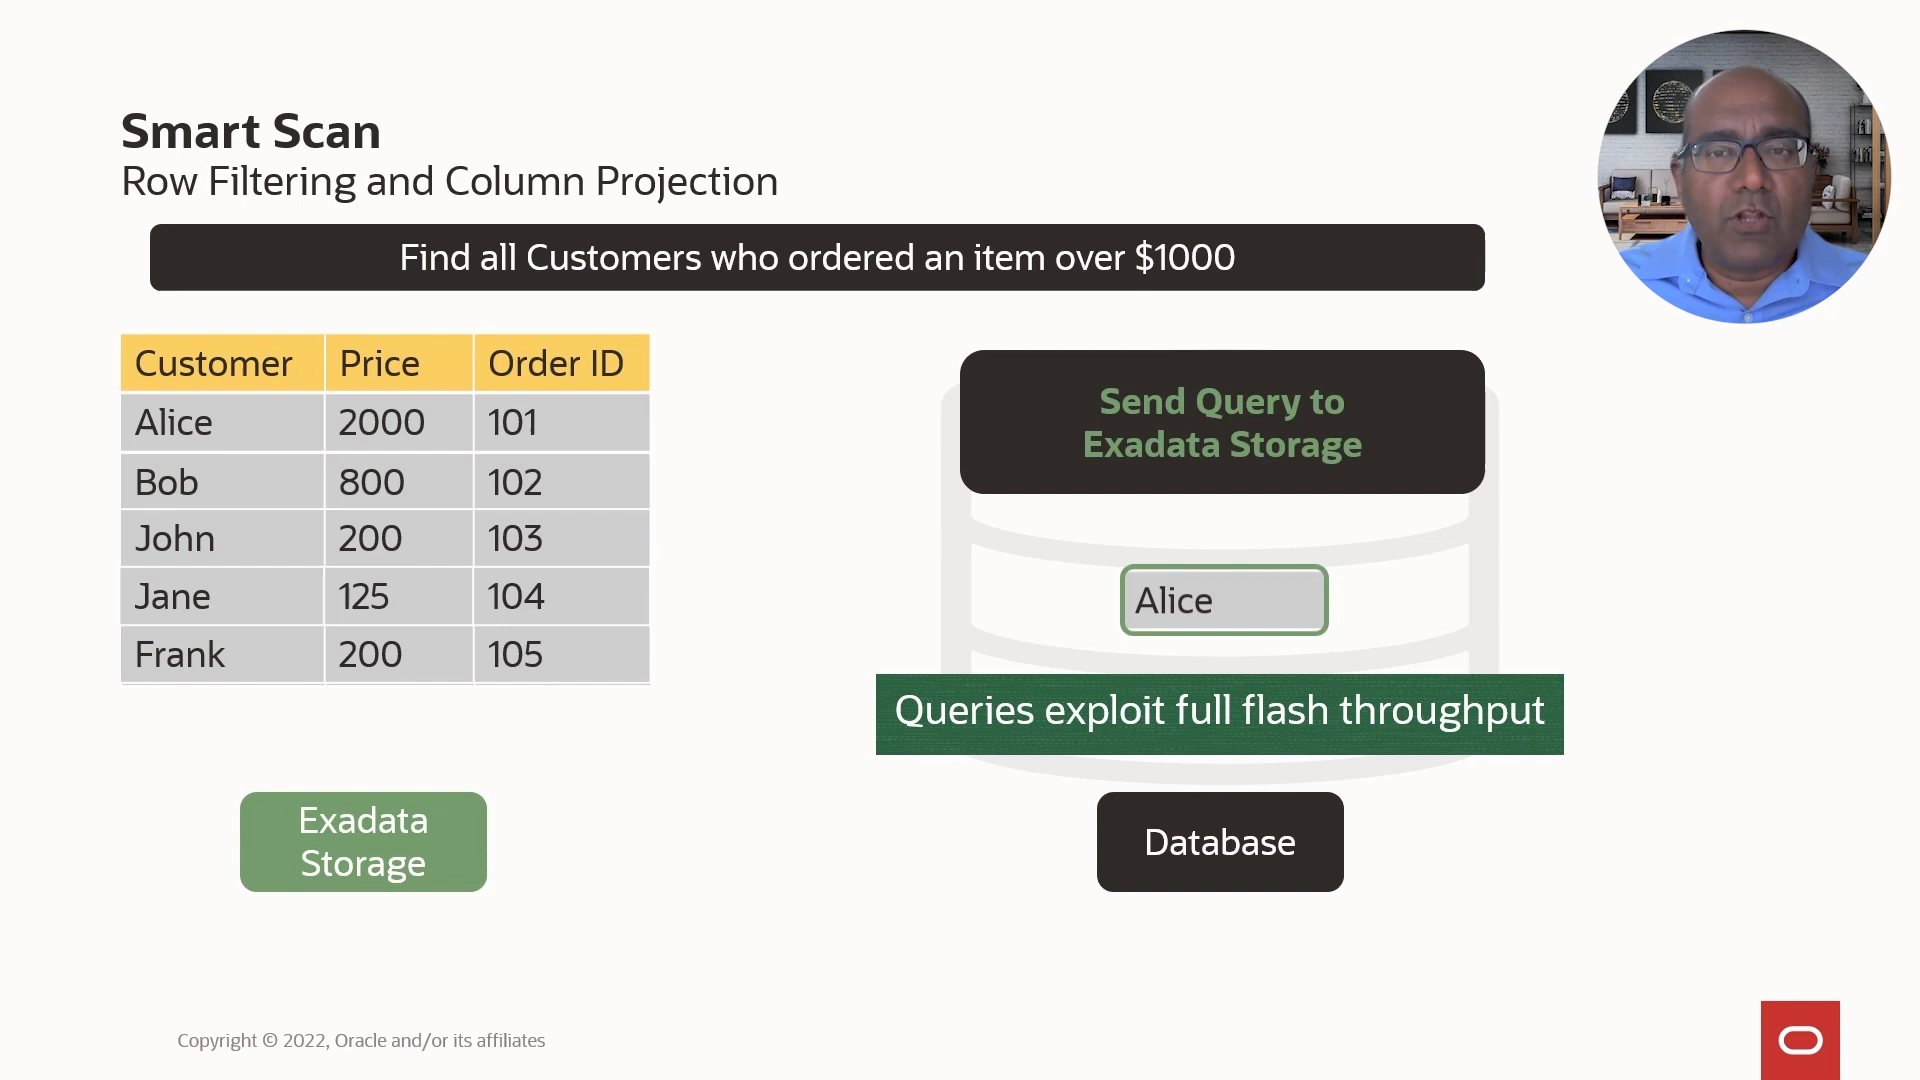 Smart Scan
Row Filtering and Column Projection
Find all Customers who ordered an item over $1000
Customer Price Order ID
Alice 2000 101
Bob 800 102
John 200 103
Jane 125 104
Frank 200 105
Send Query to
Exadata Storage
Alice
Queries exploit full flash throughput
Exadata
Storage
Database
Copyright © 2022, Oracle and/or its affiliates